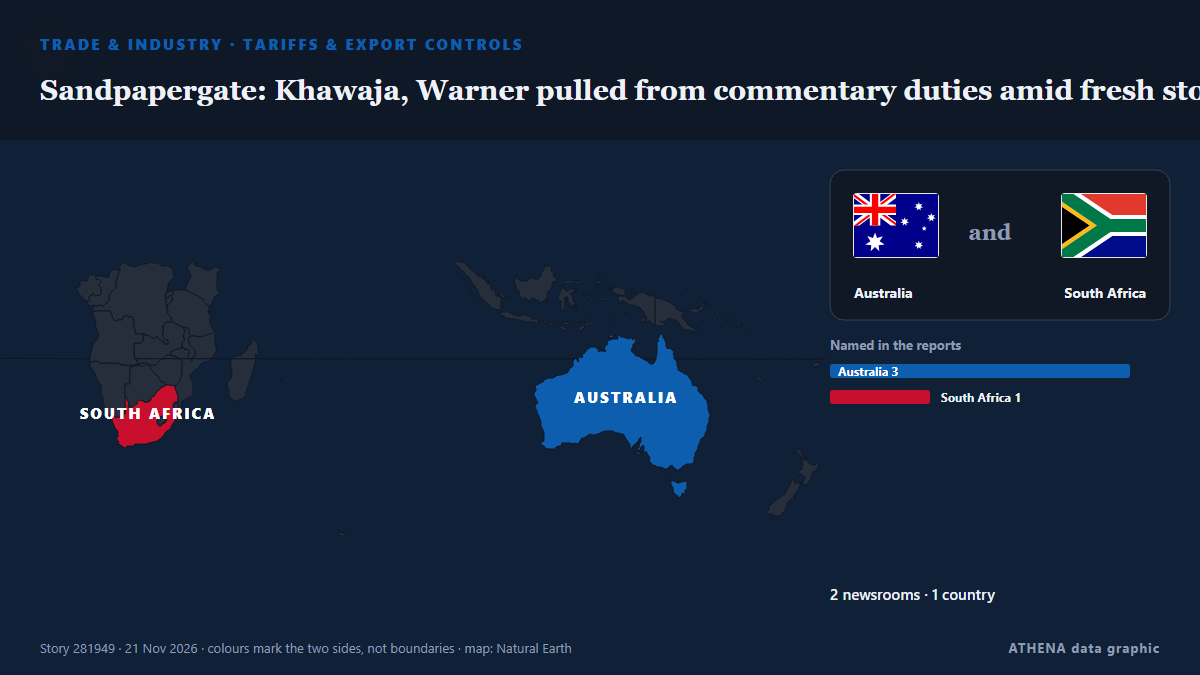 TRADE & INDUSTRY · TARIFFS & EXPORT CONTROLS
Sandpapergate: Khawaja, Warner pulled from commentary duties amid fresh sto
and
Australia
South Africa
Named in the reports
Australia 3
South Africa 1
SOUTH AFRICA
AUSTRALIA
2 newsrooms · 1 country
Story 281949 · 21 Nov 2026 · colours mark the two sides, not boundaries · map: Natural Earth
ATHENA data graphic